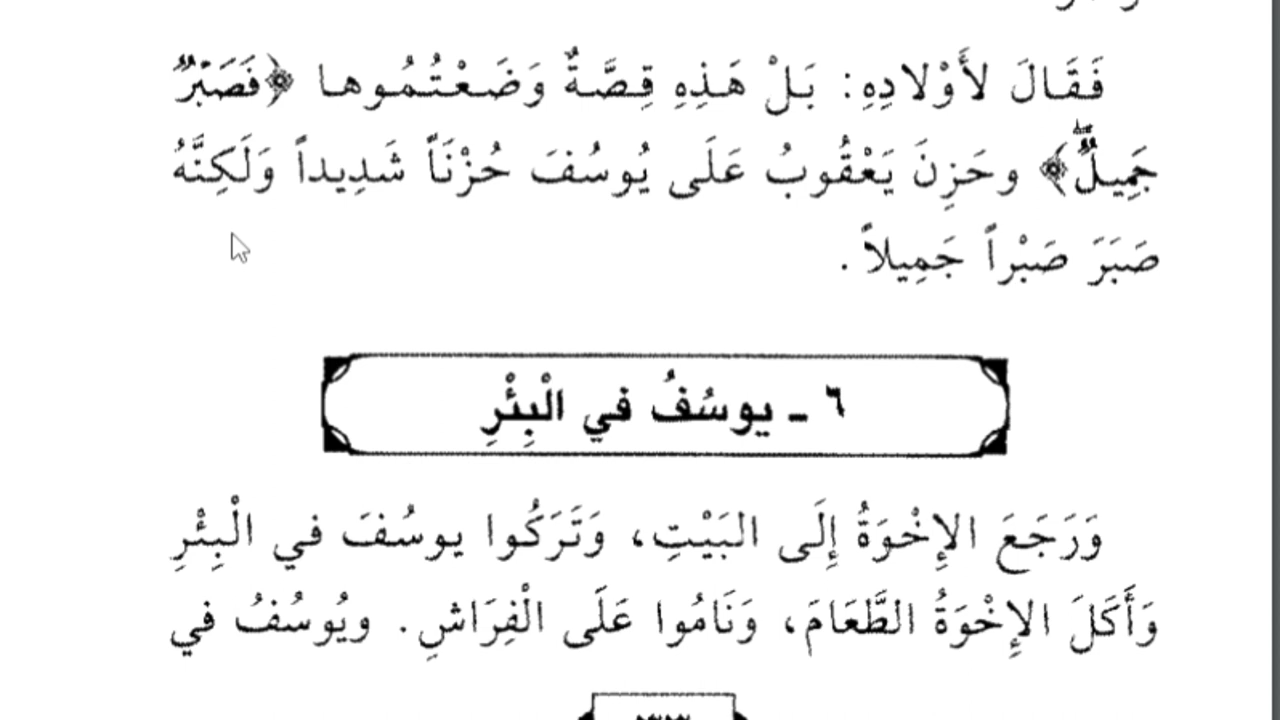 فَقَالَ لأَوْلادِهِ: بَلْ هَذِهِ قِصَّةٌ وَضَعْتُمُوها ﴿فَصَبْرٌ
جَمِيلٌ﴾ وحَزِنَ يَعْقُوبُ عَلَى يُوسُفَ حُزْنَاً شَدِيداً وَلَكِنَّهُ
صَبَرَ صَبْراً جَمِيلاً.
٦ ـ يوسُفُ في الْبِئْرِ
وَرَجَعَ الإِخْوَةُ إِلَى البَيْتِ، وَتَرَكُوا يوسُفَ في الْبِئْرِ
وَأَكَلَ الإِخْوَةُ الطَّعَامَ، وَنَامُوا عَلَى الْفِرَاشِ. ويُوسُفُ في